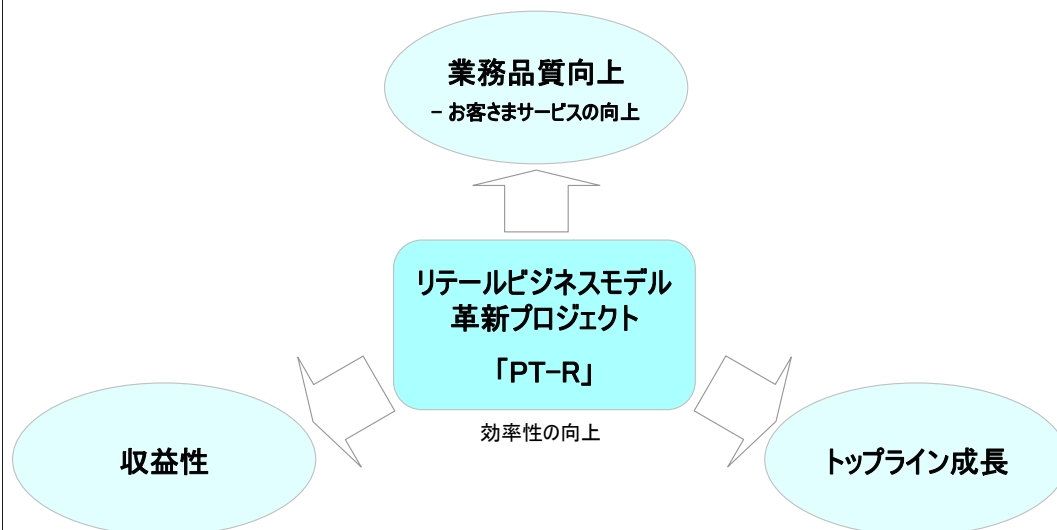 業務品質向上
- お客さまサービスの向上
リテールビジネスモデル
革新プロジェクト
「PT-R」
効率性の向上
収益性
トップライン成長